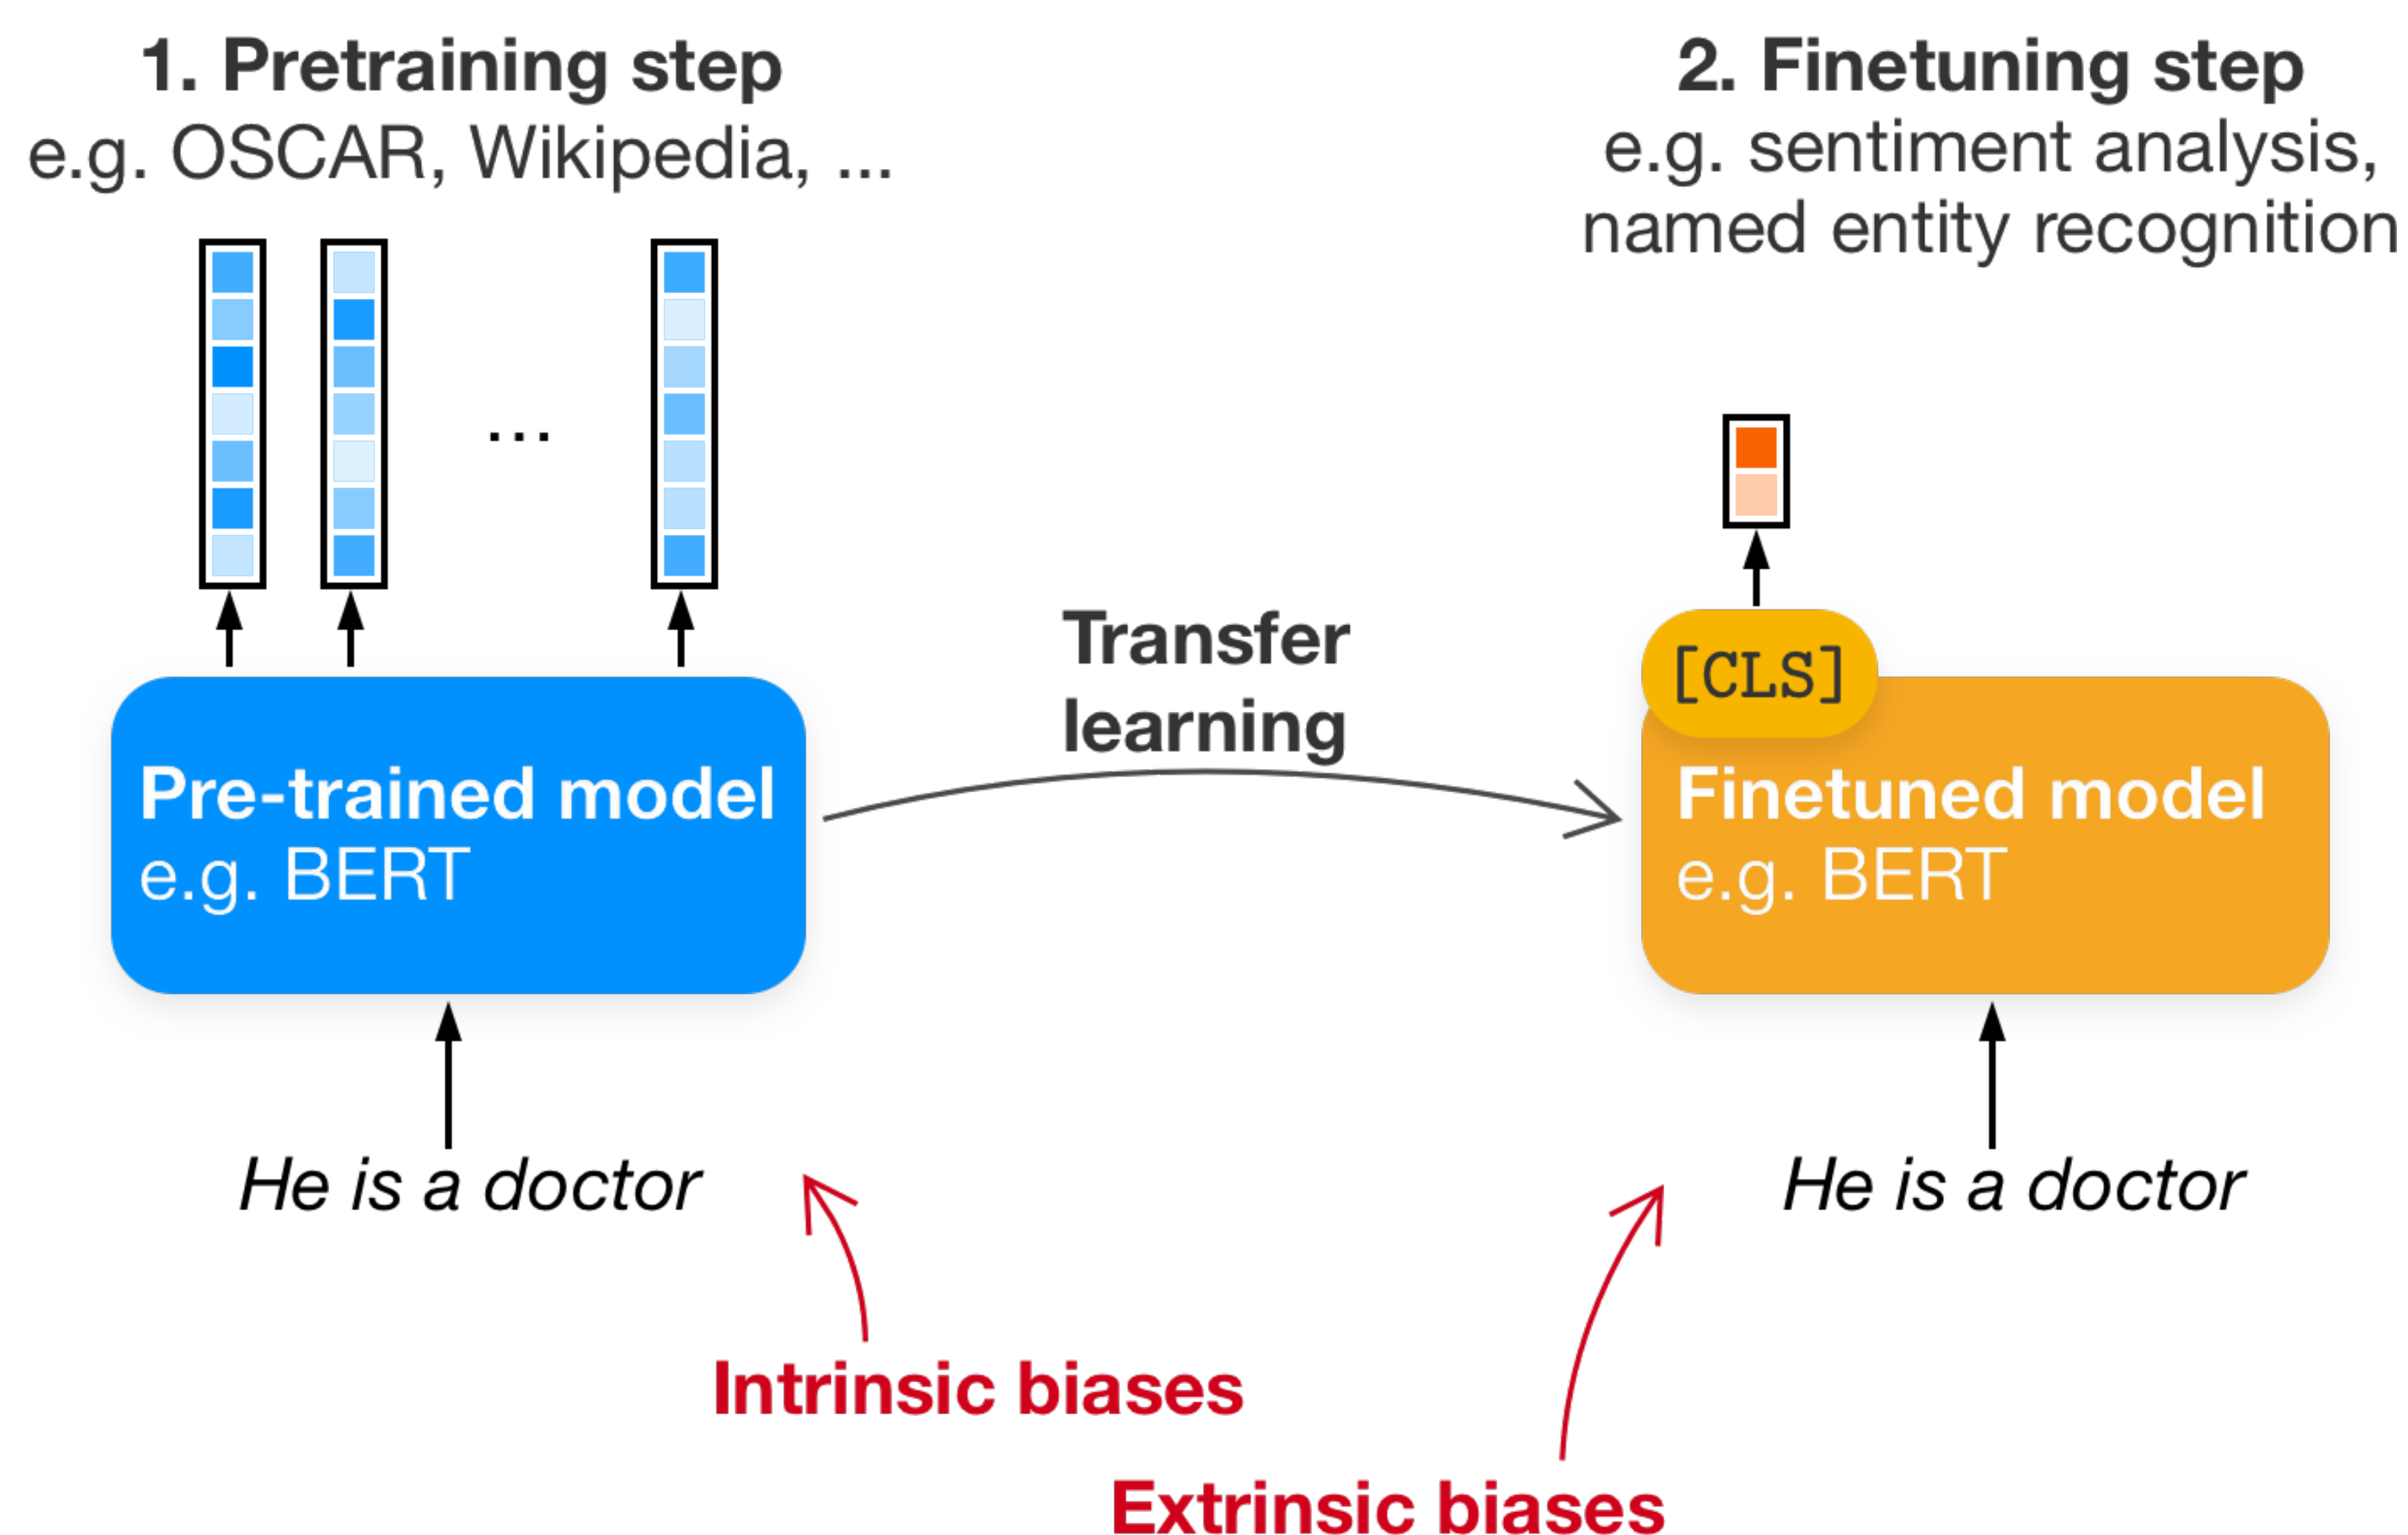 1. Pretraining step
e.g. OSCAR, Wikipedia, ...
2. Finetuning step
e.g. sentiment analysis,
named entity recognition
...
Transfer
learning
[CLS]
Pre-trained model
e.g. BERT
Finetuned model
e.g. BERT
He is a doctor
He is a doctor
Intrinsic biases
Extrinsic biases